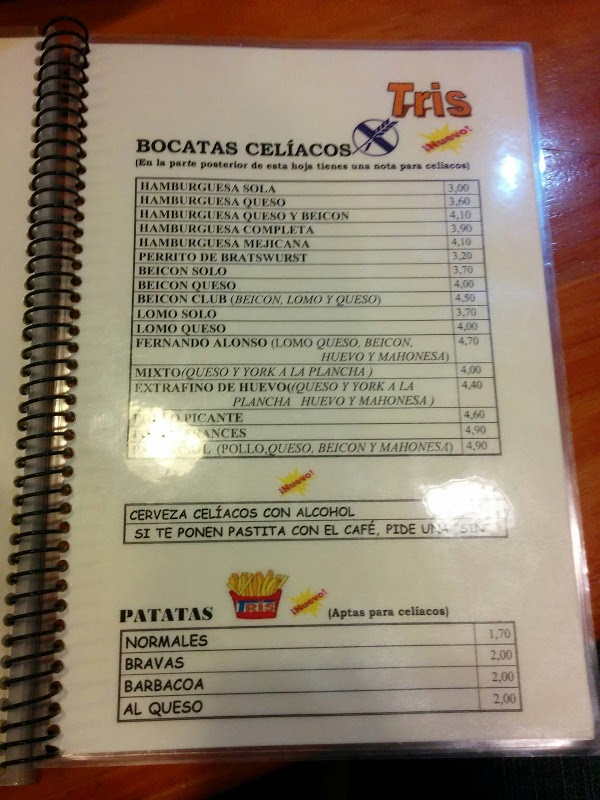 Tris
BOCATAS CELÍACOS
¡Nuevo!
(En la parte posterior de esta hoja tienes una nota para celiacos)
HAMBURGUESA SOLA 3,00
HAMBURGUESA QUESO 3,60
HAMBURGUESA QUESO Y BEICON 4,10
HAMBURGUESA COMPLETA 3,90
HAMBURGUESA MEJICANA 4,10
PERRITO DE BRATSWURST 3,20
BEICON SOLO 3,70
BEICON QUESO 4,00
BEICON CLUB (BEICON, LOMO Y QUESO) 4,50
LOMO SOLO 3,70
LOMO QUESO 4,00
FERNANDO ALONSO (LOMO QUESO, BEICON, 4,70
HUEVO Y MAHONESA)
MIXTO(QUESO Y YORK A LA PLANCHA ) 4,00
EXTRAFINO DE HUEVO((QUESO Y YORK A LA 4,40
PLANCHA HUEVO Y MAHONESA )
PICANTE 4,60
FRANCES 4,90
(POLLO,QUESO, BEICON Y MAHONESA) 4,90
¡Nuevo!
CERVEZA CELÍACOS CON ALCOHOL
SI TE PONEN PASTITA CON EL CAFÉ, PIDE UNA "SIN
TRIS
PATATAS ¡Nuevo! (Aptas para celíacos)
NORMALES 1,70
BRAVAS 2,00
BARBACOA 2,00
AL QUESO 2,00